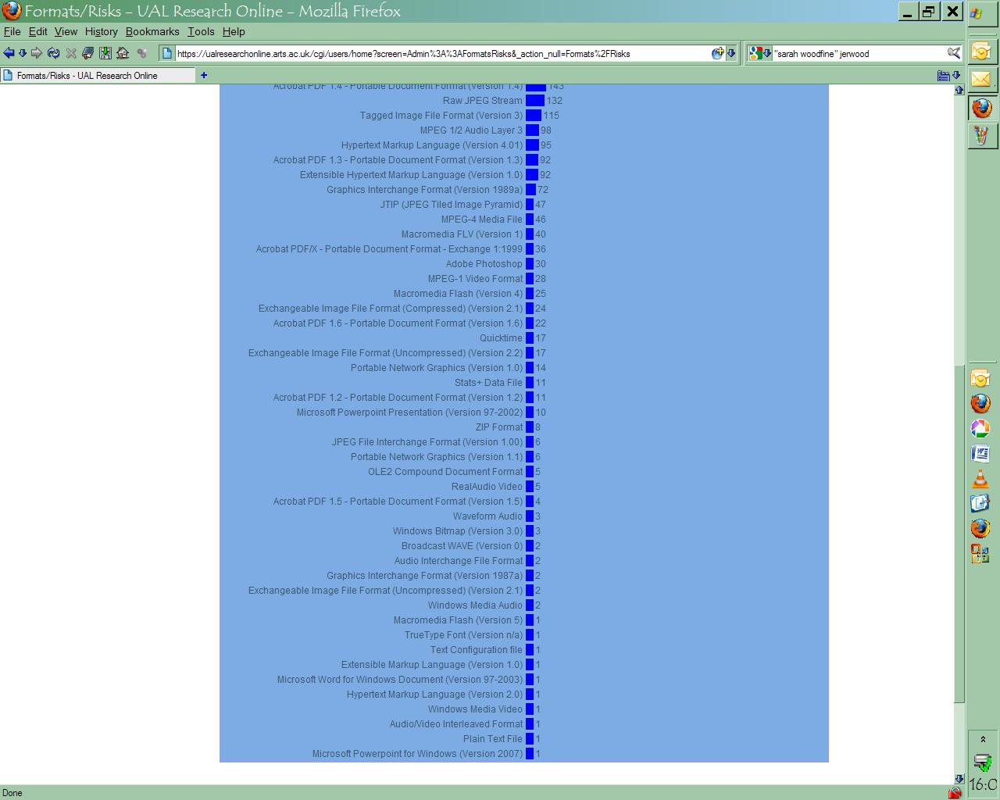 Formats/Risks - UAL Research Online - Mozilla Firefox
File Edit View History Bookmarks Tools Help
https://ualresearchonline.arts.ac.uk/cgi/users/home?screen=Admin%3A%3AFormatsRisks&_action_null=Formats%2FRisks
"sarah woodfine" jerwood
Formats/Risks - UAL Research Online
Acrobat PDF 1.4 - Portable Document Format (Version 1.4) 143
Raw JPEG Stream 132
Tagged Image File Format (Version 3) 115
MPEG 1/2 Audio Layer 3 98
Hypertext Markup Language (Version 4.01) 95
Acrobat PDF 1.3 - Portable Document Format (Version 1.3) 92
Extensible Hypertext Markup Language (Version 1.0) 92
Graphics Interchange Format (Version 1989a) 72
JTIP (JPEG Tiled Image Pyramid) 47
MPEG-4 Media File 46
Macromedia FLV (Version 1) 40
Acrobat PDF/X - Portable Document Format - Exchange 1:1999 36
Adobe Photoshop 30
MPEG-1 Video Format 28
Macromedia Flash (Version 4) 25
Exchangeable Image File Format (Compressed) (Version 2.1) 24
Acrobat PDF 1.6 - Portable Document Format (Version 1.6) 22
Quicktime 17
Exchangeable Image File Format (Uncompressed) (Version 2.2) 17
Portable Network Graphics (Version 1.0) 14
Stats+ Data File 11
Acrobat PDF 1.2 - Portable Document Format (Version 1.2) 11
Microsoft Powerpoint Presentation (Version 97-2002) 10
ZIP Format 8
JPEG File Interchange Format (Version 1.00) 6
Portable Network Graphics (Version 1.1) 6
OLE2 Compound Document Format 5
RealAudio Video 5
Acrobat PDF 1.5 - Portable Document Format (Version 1.5) 4
Waveform Audio 3
Windows Bitmap (Version 3.0) 3
Broadcast WAVE (Version 0) 2
Audio Interchange File Format 2
Graphics Interchange Format (Version 1987a) 2
Exchangeable Image File Format (Uncompressed) (Version 2.1) 2
Windows Media Audio 2
Macromedia Flash (Version 5) 1
TrueType Font (Version n/a) 1
Text Configuration file 1
Extensible Markup Language (Version 1.0) 1
Microsoft Word for Windows Document (Version 97-2003) 1
Hypertext Markup Language (Version 2.0) 1
Windows Media Video 1
Audio/Video Interleaved Format 1
Plain Text File 1
Microsoft Powerpoint for Windows (Version 2007) 1
Done
16:0